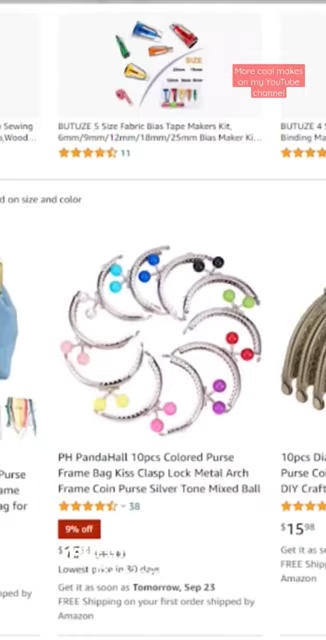 SIZE
More cool makes
on my YouTube
channel
Sewing
,Wood...
BUTUZE 5 Size Fabric Bias Tape Makers Kit,
6mm/9mm/12mm/18mm/25mm Bias Maker Ki...
11
BUTUZE 4
Binding Ma
d on size and color
Purse
ame
ag for
PH PandaHall 10pcs Colored Purse
Frame Bag Kiss Clasp Lock Metal Arch
Frame Coin Purse Silver Tone Mixed Ball
38
9% off
Lowest price in 30 days
Get it as soon as Tomorrow, Sep 23
FREE Shipping on your first order shipped by
Amazon
pped by
10pcs Dia
Purse Coi
DIY Craft
$15 98
Get it as s
FREE Ship
Amazon